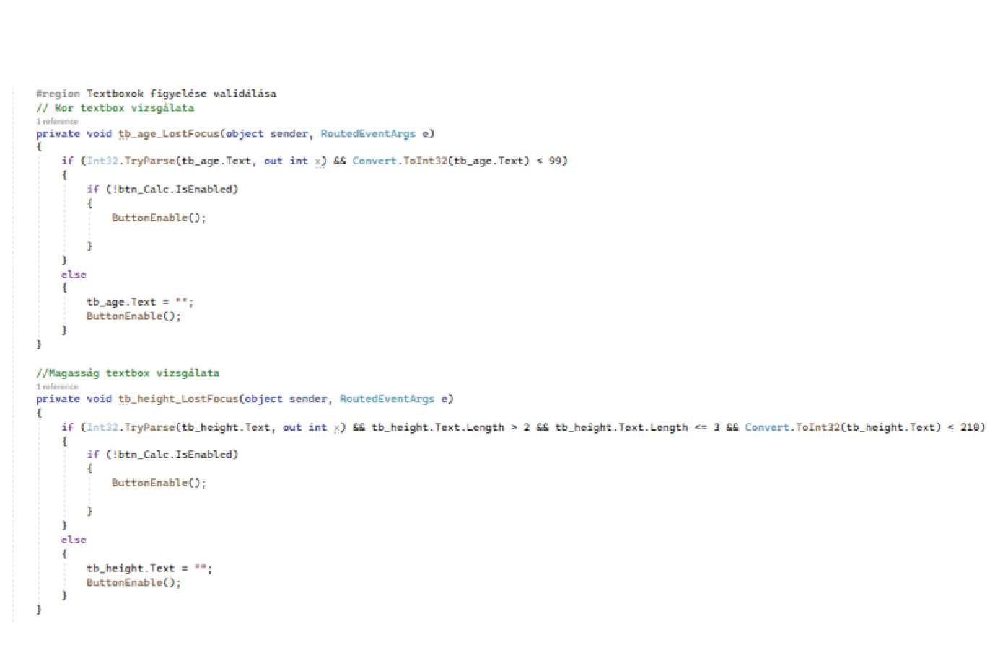 #region Textboxok figyelése validálása
// Kor textbox vizsgálata
1 reference
private void tb_age_LostFocus(object sender, RoutedEventArgs e)
{
if (Int32.TryParse(tb_age.Text, out int x) && Convert.ToInt32(tb_age.Text) < 99)
{
if (!btn_Calc.IsEnabled)
{
ButtonEnable();
}
}
else
{
tb_age.Text = "";
ButtonEnable();
}
}
//Magasság textbox vizsgálata
1 reference
private void tb_height_LostFocus(object sender, RoutedEventArgs e)
{
if (Int32.TryParse(tb_height.Text, out int x) && tb_height.Text.Length > 2 && tb_height.Text.Length <= 3 && Convert.ToInt32(tb_height.Text) < 210)
{
if (!btn_Calc.IsEnabled)
{
ButtonEnable();
}
}
else
{
tb_height.Text = "";
ButtonEnable();
}
}